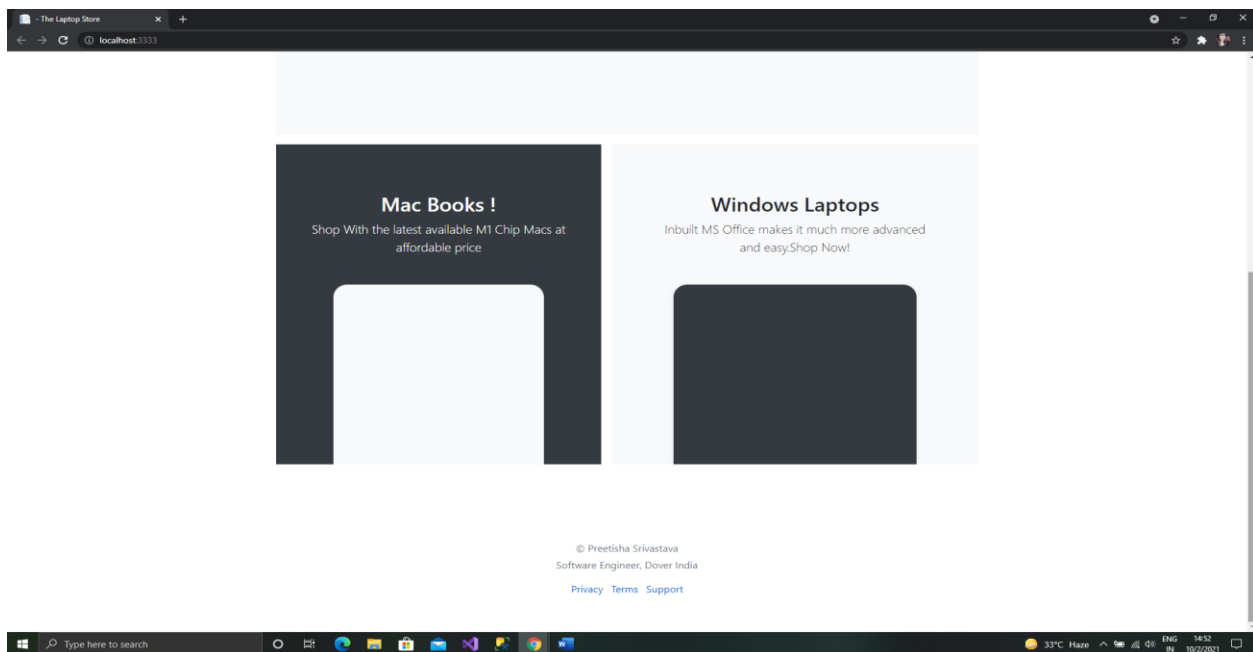 - The Laptop Store
localhost:3333
Mac Books !
Shop With the latest available M1 Chip Macs at
affordable price
Windows Laptops
Inbuilt MS Office makes it much more advanced
and easy.Shop Now!
© Preetisha Srivastava
Software Engineer, Dover India
Privacy Terms Support
Type here to search
33°C Haze
ENG
IN
14:52
10/2/2021